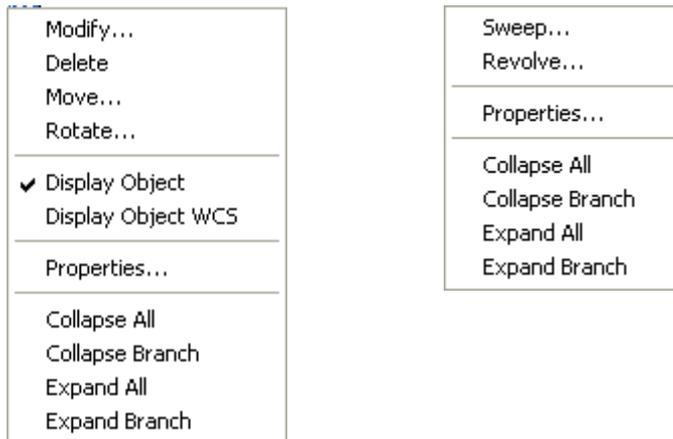 Modify...
Delete
Move...
Rotate...
Display Object
Display Object WCS
Properties...
Collapse All
Collapse Branch
Expand All
Expand Branch
Sweep...
Revolve...
Properties...
Collapse All
Collapse Branch
Expand All
Expand Branch